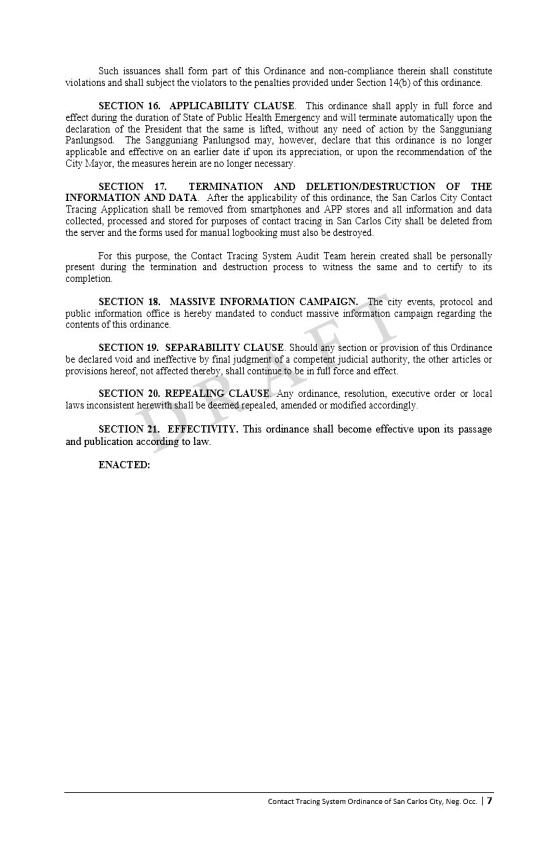 Such issuances shall form part of this Ordinance and non-compliance therein shall constitute
violations and shall subject the violators to the penalties provided under Section 14(b) of this ordinance.
SECTION 16. APPLICABILITY CLAUSE. This ordinance shall apply in full force and
effect during the duration of State of Public Health Emergency and will terminate automatically upon the
declaration of the President that the same is lifted, without any need of action by the Sangguniang
Panlungsod. The Sangguniang Panlungsod may, however, declare that this ordinance is no longer
applicable and effective on an earlier date if upon its appreciation, or upon the recommendation of the
City Mayor, the measures herein are no longer necessary.
SECTION 17. TERMINATION AND DELETION/DESTRUCTION OF THE
INFORMATION AND DATA. After the applicability of this ordinance, the San Carlos City Contact
Tracing Application shall be removed from smartphones and APP stores and all information and data
collected, processed and stored for purposes of contact tracing in San Carlos City shall be deleted from
the server and the forms used for manual logbooking must also be destroyed.
For this purpose, the Contact Tracing System Audit Team herein created shall be personally
present during the termination and destruction process to witness the same and to certify to its
completion.
SECTION 18. MASSIVE INFORMATION CAMPAIGN. The city events, protocol and
public information office is hereby mandated to conduct massive information campaign regarding the
contents of this ordinance.
SECTION 19. SEPARABILITY CLAUSE. Should any section or provision of this Ordinance
be declared void and ineffective by final judgment of a competent judicial authority, the other articles or
provisions hereof, not affected thereby, shall continue to be in full force and effect.
SECTION 20. REPEALING CLAUSE. Any ordinance, resolution, executive order or local
laws inconsistent herewith shall be deemed repealed, amended or modified accordingly.
SECTION 21. EFFECTIVITY. This ordinance shall become effective upon its passage
and publication according to law.
ENACTED:
DRAFT
Contact Tracing System Ordinance of San Carlos City, Neg. Occ. | 7